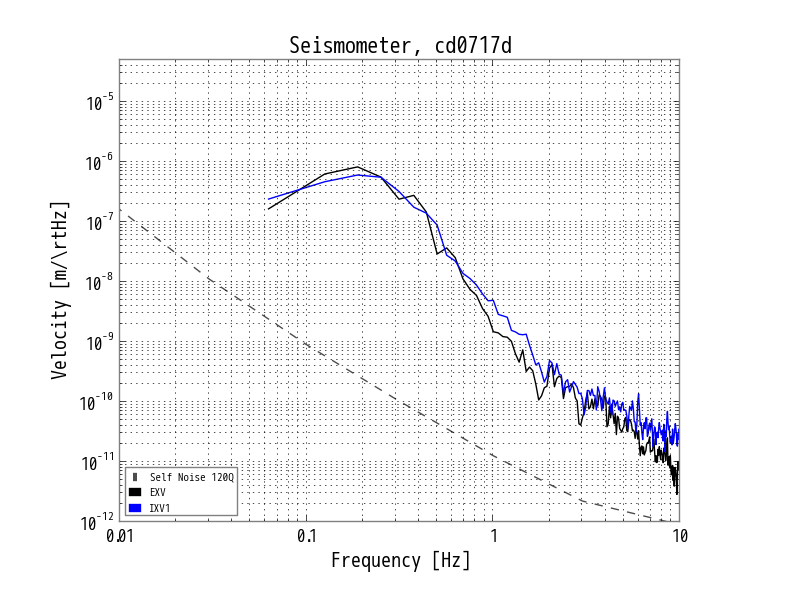 Seismometer, cd0717d
Velocity [m/\rtHz]
10^-5
10^-6
10^-7
10^-8
10^-9
10^-10
10^-11
10^-12
Self Noise 120Q
EXV
IXV1
0.01 0.1 1 10
Frequency [Hz]